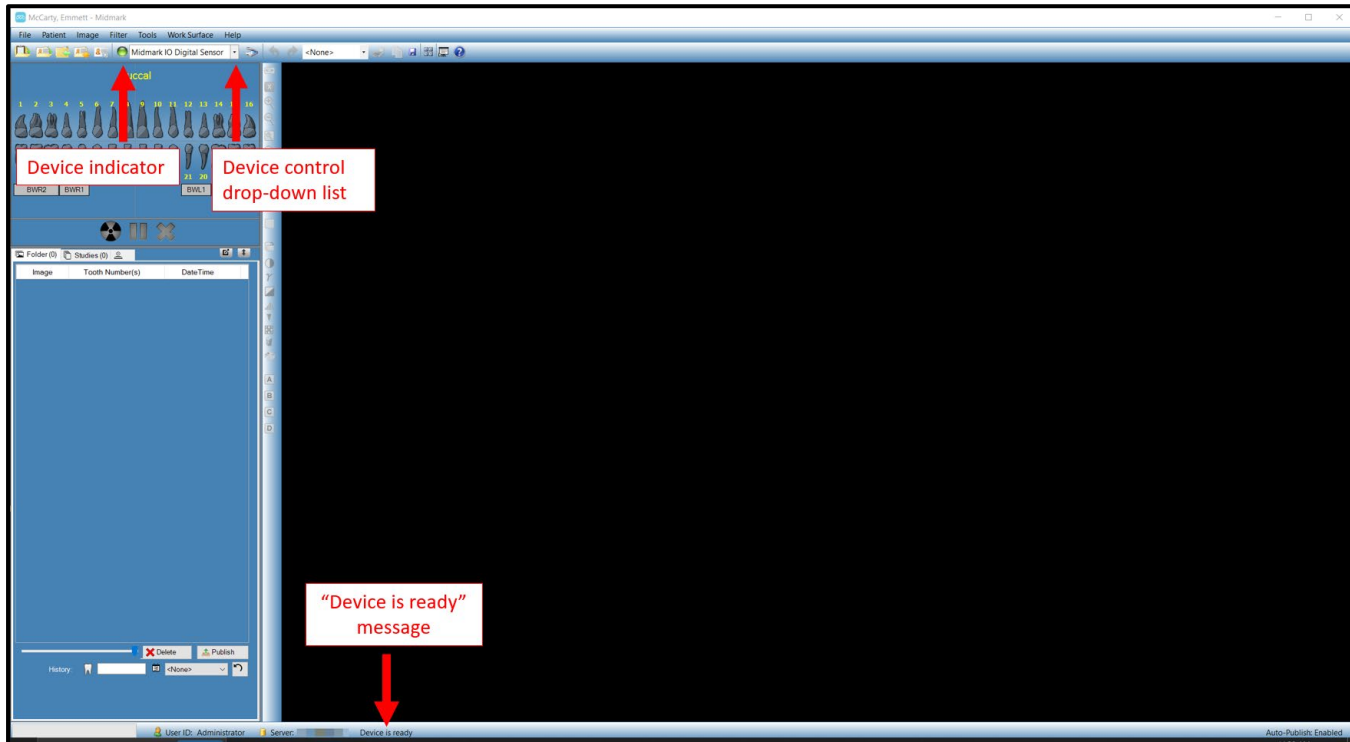 McCarty, Emmett - Midmark
File Patient Image Filter Tools Work Surface Help
Midmark IO Digital Sensor <None>
uccal
1 2 3 4 5 6 7 8 9 10 11 12 13 14 15 16
Device indicator
Device control
drop-down list
21 20
BWR2 BWR1 BWL1
Folder (0) Studies (0)
Image Tooth Number(s) DateTime
A
B
C
D
"Device is ready"
message
Delete Publish
History: <None>
User ID: Administrator Server: Device is ready Auto-Publish: Enabled